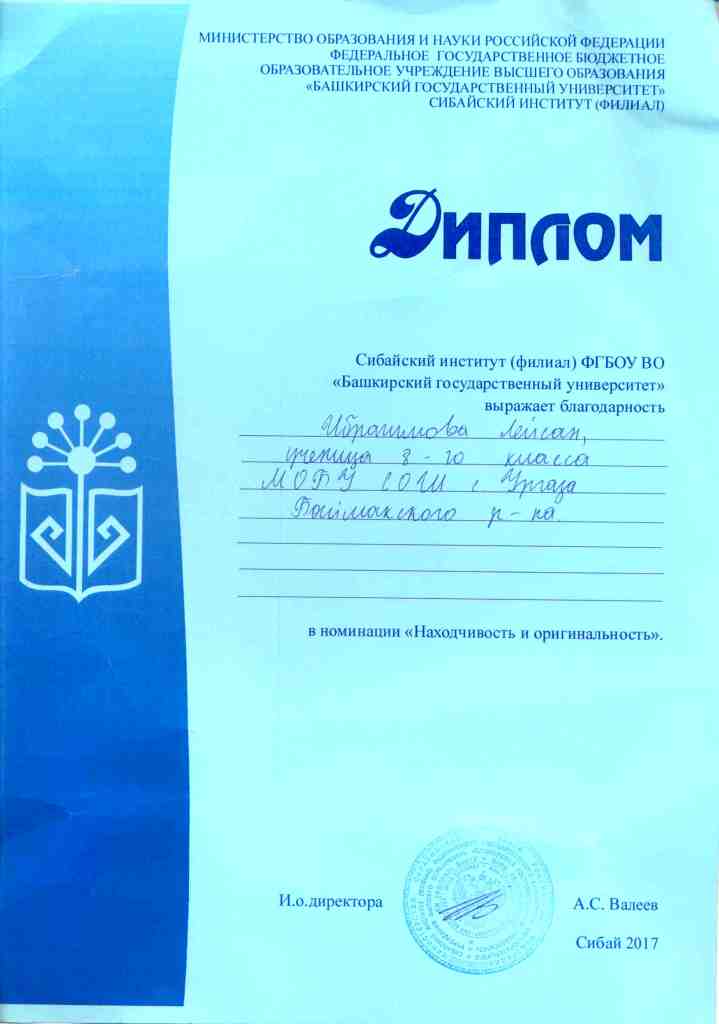 МИНИСТЕРСТВО ОБРАЗОВАНИЯ И НАУКИ РОССИЙСКОЙ ФЕДЕРАЦИИ
ФЕДЕРАЛЬНОЕ ГОСУДАРСТВЕННОЕ БЮДЖЕТНОЕ
ОБРАЗОВАТЕЛЬНОЕ УЧРЕЖДЕНИЕ ВЫСШЕГО ОБРАЗОВАНИЯ
«БАШКИРСКИЙ ГОСУДАРСТВЕННЫЙ УНИВЕРСИТЕТ»
СИБАЙСКИЙ ИНСТИТУТ (ФИЛИАЛ)
Диплом
Сибайский институт (филиал) ФГБОУ ВО
«Башкирский государственный университет»
выражает благодарность
Ибрагимова Лейсан,
ученица 8-го класса
МОБУ СОШ с Ургаза
Баймакского р-на.
в номинации «Находчивость и оригинальность».
И.о.директора
А.С. Валеев
Сибай 2017